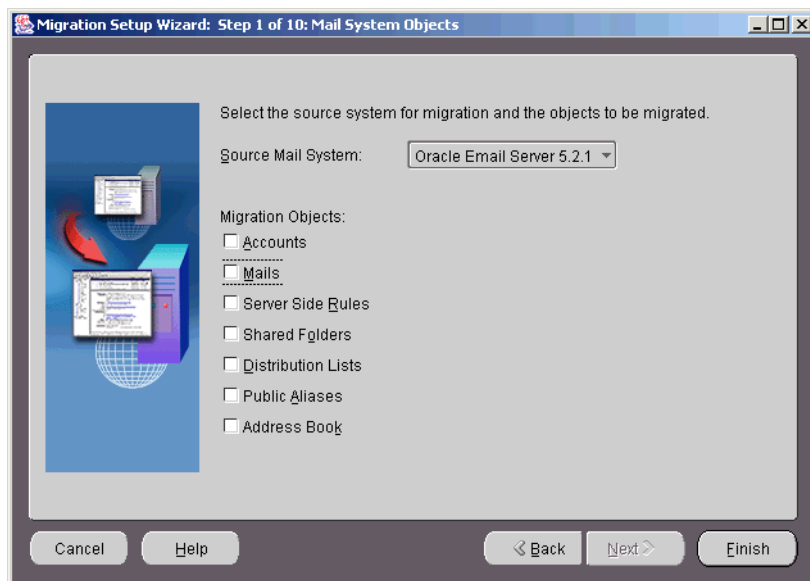 Migration Setup Wizard: Step 1 of 10: Mail System Objects
Select the source system for migration and the objects to be migrated.
Source Mail System: Oracle Email Server 5.2.1
Migration Objects:
Accounts
Mails
Server Side Rules
Shared Folders
Distribution Lists
Public Aliases
Address Book
Cancel Help Back Next Finish